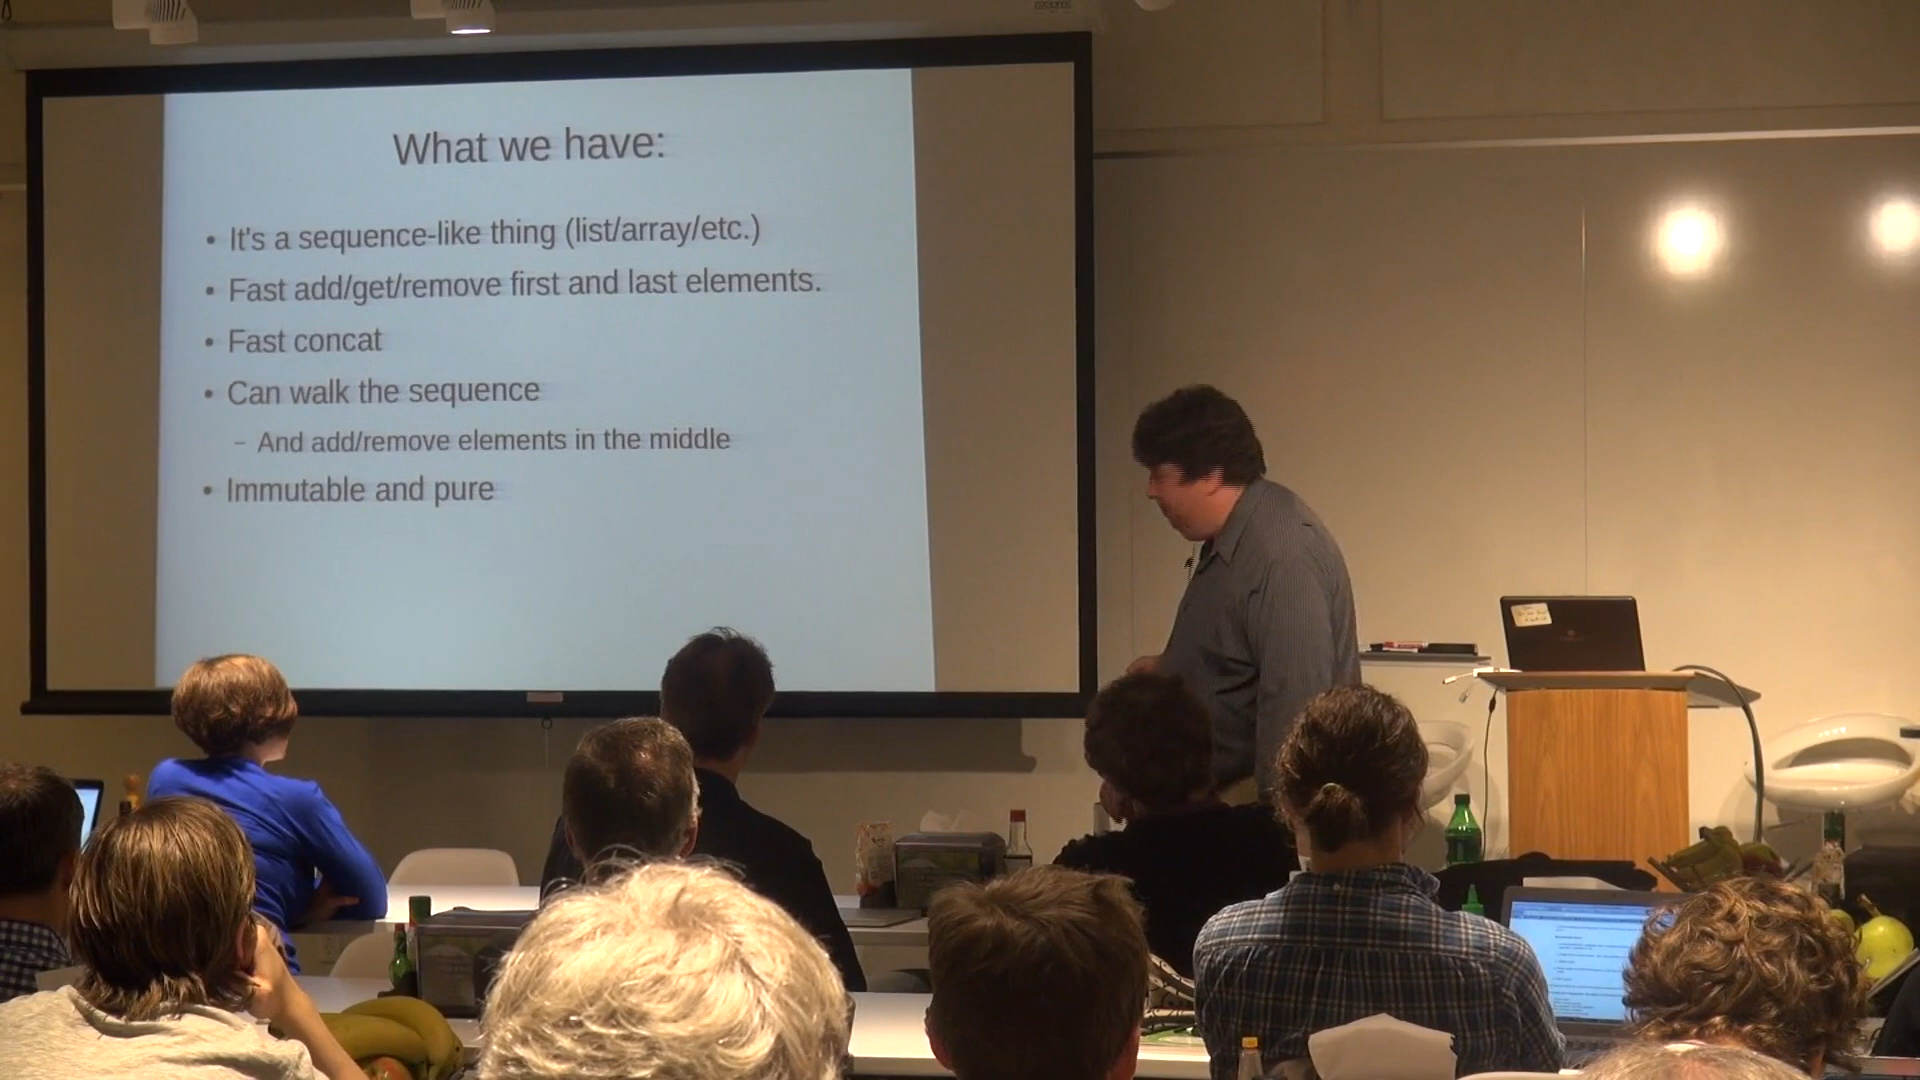 What we have:
• It's a sequence-like thing (list/array/etc.)
• Fast add/get/remove first and last elements.
• Fast concat
• Can walk the sequence
– And add/remove elements in the middle
• Immutable and pure